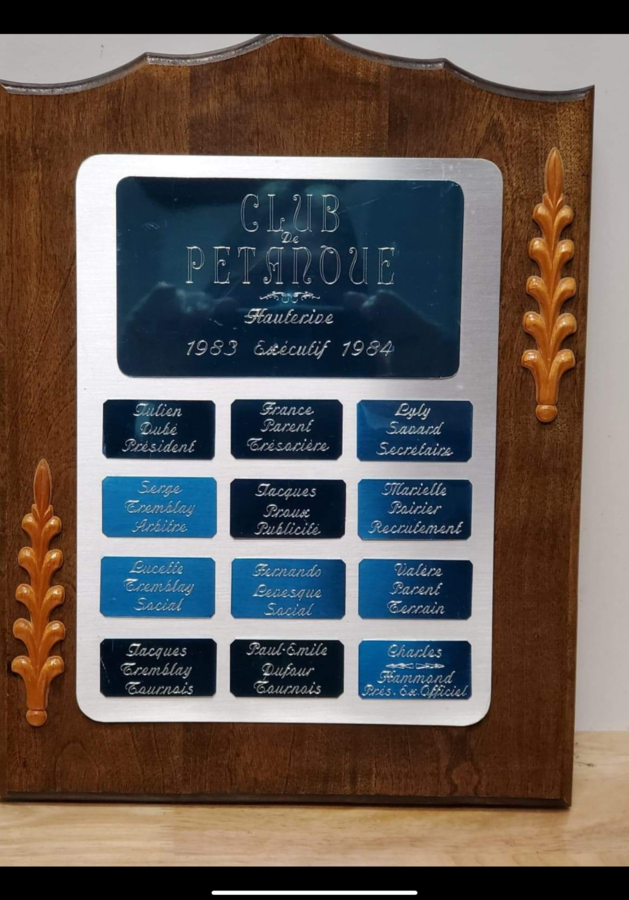 CLUB
De
PETANQUE
Hauterive
1983 Exécutif 1984
Julien
Dubé
Président
France
Parent
Trésorière
Lyly
Savard
Secrétaire
Serge
Tremblay
Arbitre
Jacques
Proux
Publicité
Marielle
Poirier
Recrutement
Lucette
Tremblay
Social
Fernando
Levesque
Social
Valère
Parent
Terrain
Jacques
Tremblay
Tournois
Paul-Emile
Dufour
Tournois
Charles
Hammond
Prés. Ex. Officiel